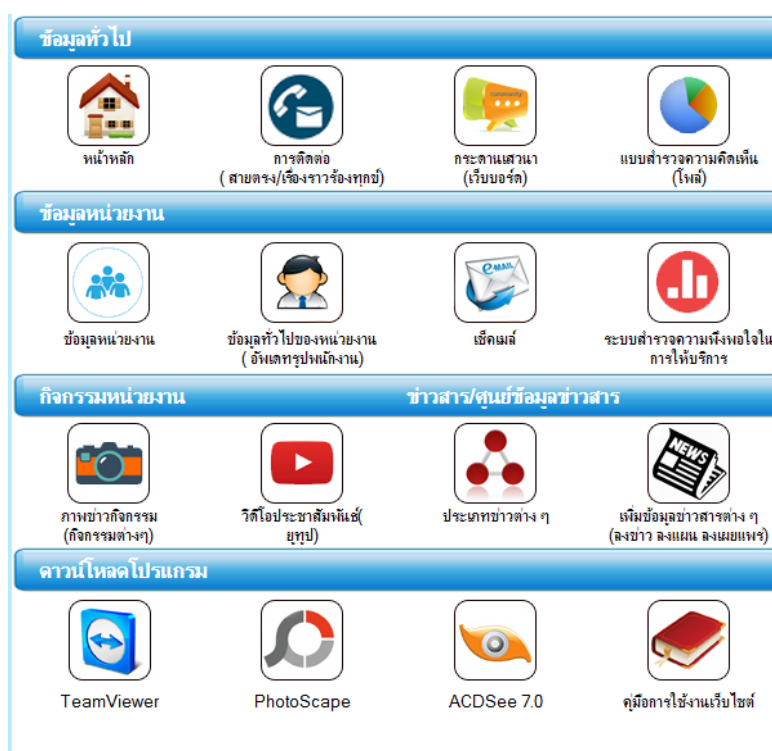 ข้อมูลทั่วไป
community
หน้าหลัก
การติดต่อ
( สายตรง/เรื่องราวร้องทุกข์)
กระดานเสวนา
(เว็บบอร์ด)
แบบสำรวจความคิดเห็น
(โพล์)
ข้อมูลหน่วยงาน
e-MAIL
ข้อมูลหน่วยงาน
ข้อมูลทั่วไปของหน่วยงาน
( อัพเดทรูปพนักงาน)
เช็คเมล์
ระบบสำรวจความพึงพอใจใน
การให้บริการ
กิจกรรมหน่วยงาน ข่าวสาร/ศูนย์ข้อมูลข่าวสาร
NEWS
ภาพข่าวกิจกรรม
(กิจกรรมต่างๆ)
วิดีโอประชาสัมพันธ์(
ยูทูป)
ประเภทข่าวต่าง ๆ
เพิ่มข้อมูลข่าวสารต่าง ๆ
(ลงข่าว ลงแผน ลงเผยแพร่)
ดาวน์โหลดโปรแกรม
TeamViewer
PhotoScape
ACDSee 7.0
คู่มือการใช้งานเว็บไซต์